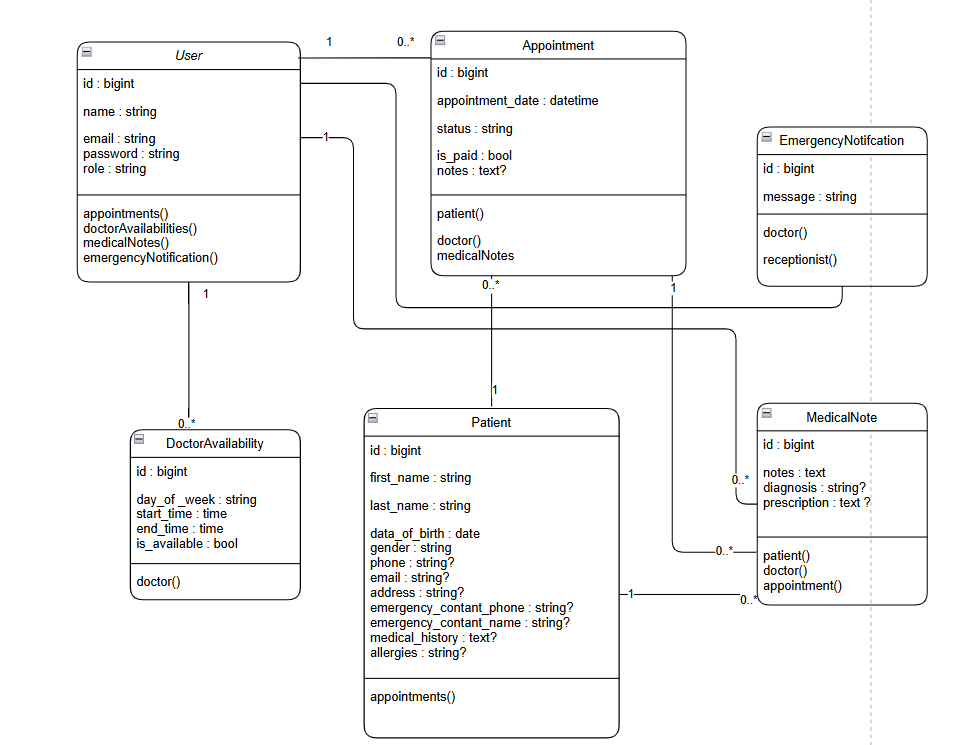 User
id : bigint
name : string
email : string
password : string
role : string
appointments()
doctorAvailabilities()
medicalNotes()
emergencyNotification()
1
0..*
Appointment
id : bigint
appointment_date : datetime
status : string
is_paid : bool
notes : text?
patient()
doctor()
medicalNotes
1
EmergencyNotifcation
id : bigint
message : string
doctor()
receptionist()
1
0..*
1
0..*
1
DoctorAvailability
id : bigint
day_of _week : string
start_time : time
end_time : time
is_available : bool
doctor()
Patient
id : bigint
first_name : string
last_name : string
data_of_birth : date
gender : string
phone : string?
email : string?
address : string?
emergency_contant_phone : string?
emergency_contant_name : string?
medical_history : text?
allergies : string?
appointments()
MedicalNote
id : bigint
notes : text
diagnosis : string?
prescription : text ?
patient()
doctor()
appointment()
0..*
0..*
1
0..*